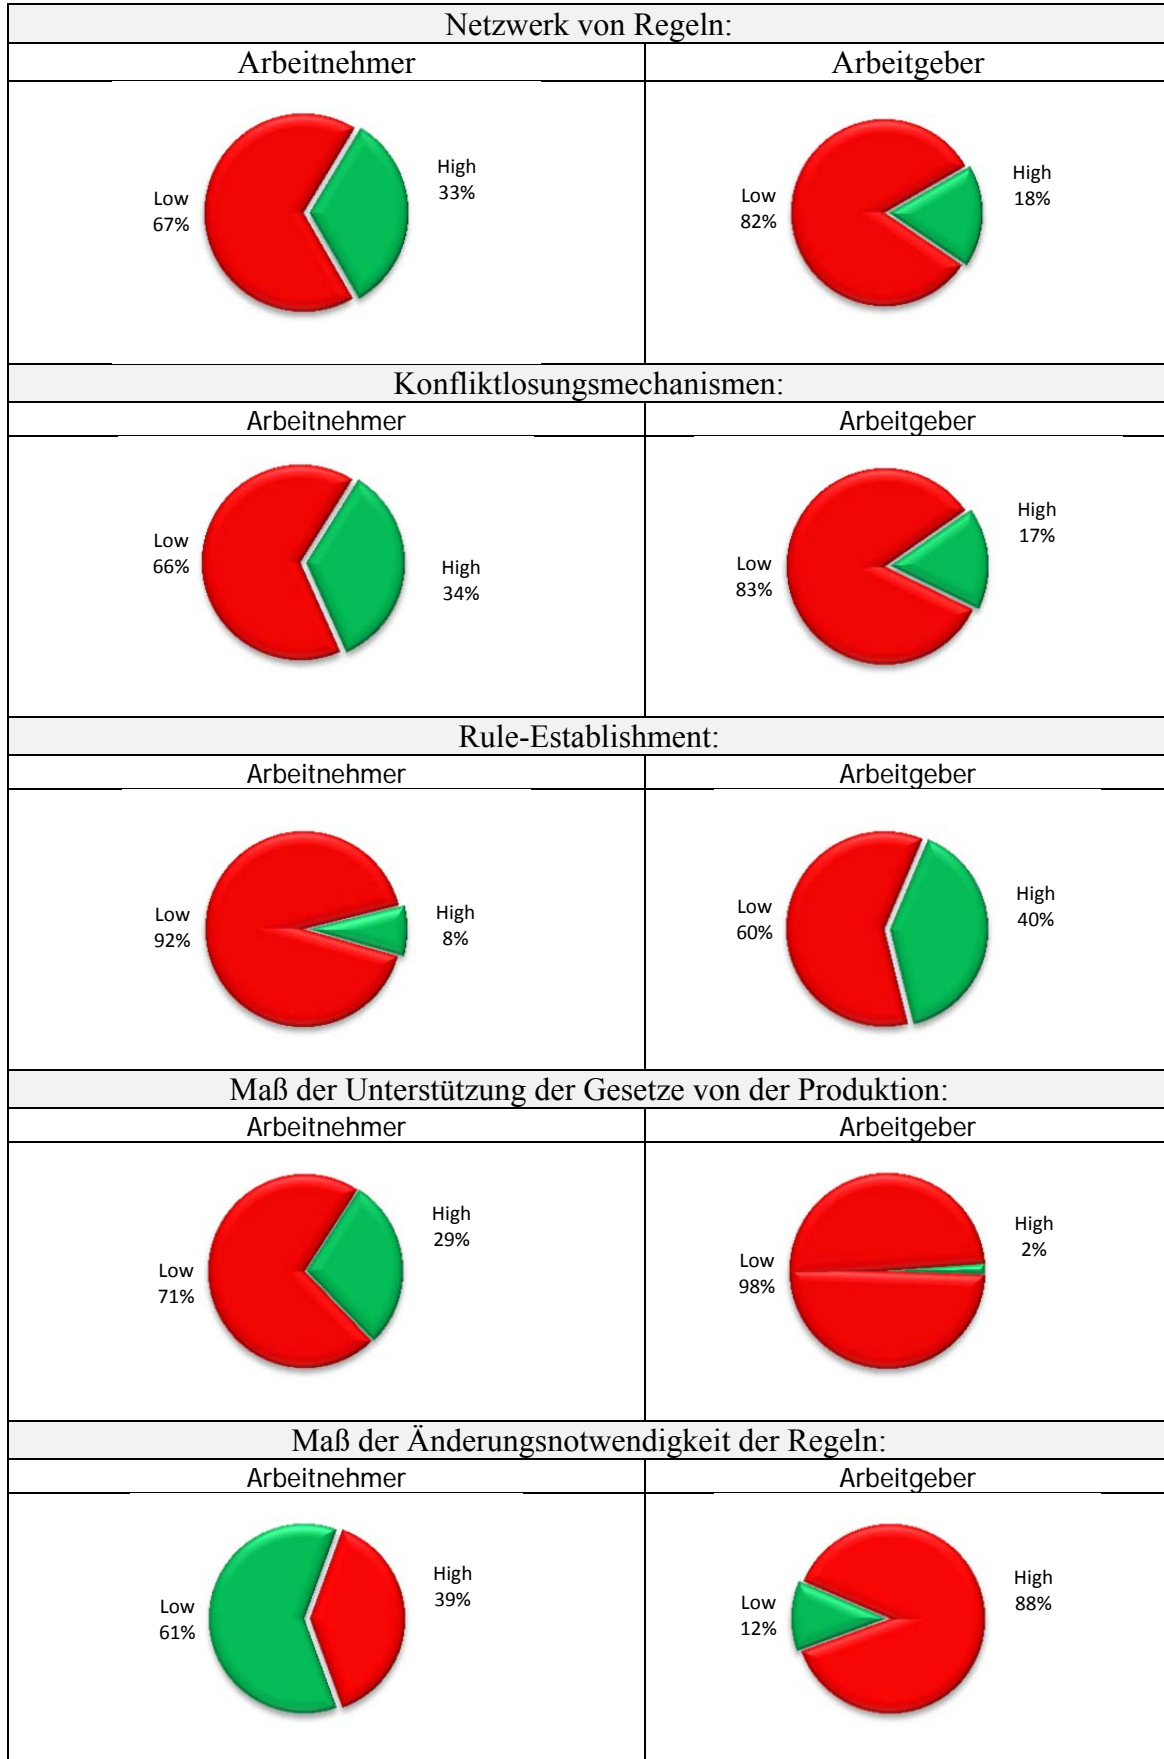 Netzwerk von Regeln:
Arbeitnehmer
Arbeitgeber
Low
67%
High
33%
Low
82%
High
18%
Konfliktlosungsmechanismen:
Arbeitnehmer
Arbeitgeber
Low
66%
High
34%
Low
83%
High
17%
Rule-Establishment:
Arbeitnehmer
Arbeitgeber
Low
92%
High
8%
Low
60%
High
40%
Maß der Unterstützung der Gesetze von der Produktion:
Arbeitnehmer
Arbeitgeber
Low
71%
High
29%
Low
98%
High
2%
Maß der Änderungsnotwendigkeit der Regeln:
Arbeitnehmer
Arbeitgeber
Low
61%
High
39%
Low
12%
High
88%